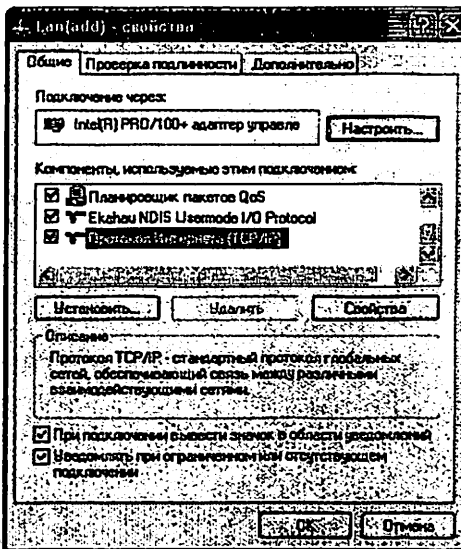 Lan(add) - свойства
Общие Проверка подлинности Дополнительно
Подключение через:
Intel(R) PRO/100+ адаптер управле Настроить...
Компоненты, используемые этим подключением:
Планировщик пакетов QoS
Ekahau NDIS Usermode I/O Protocol
Протокол Интернета (TCP/IP)
Установить... Удалить Свойства
Описание
Протокол TCP/IP - стандартный протокол глобальных
сетей, обеспечивающий связь между различными
взаимодействующими сетями.
При подключении вывести значок в области уведомлений
Уведомлять при ограниченном или отсутствующем
подключении
OK Отмена